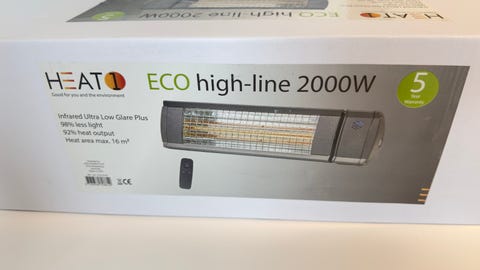 ECO high-line 2000W
HEAT1
Good for you and the environment
ECO high-line 2000W
5
Year
Warranty
Infrared Ultra Low Glare Plus
98% less light
92% heat output
Heat area max. 16 m²
CE